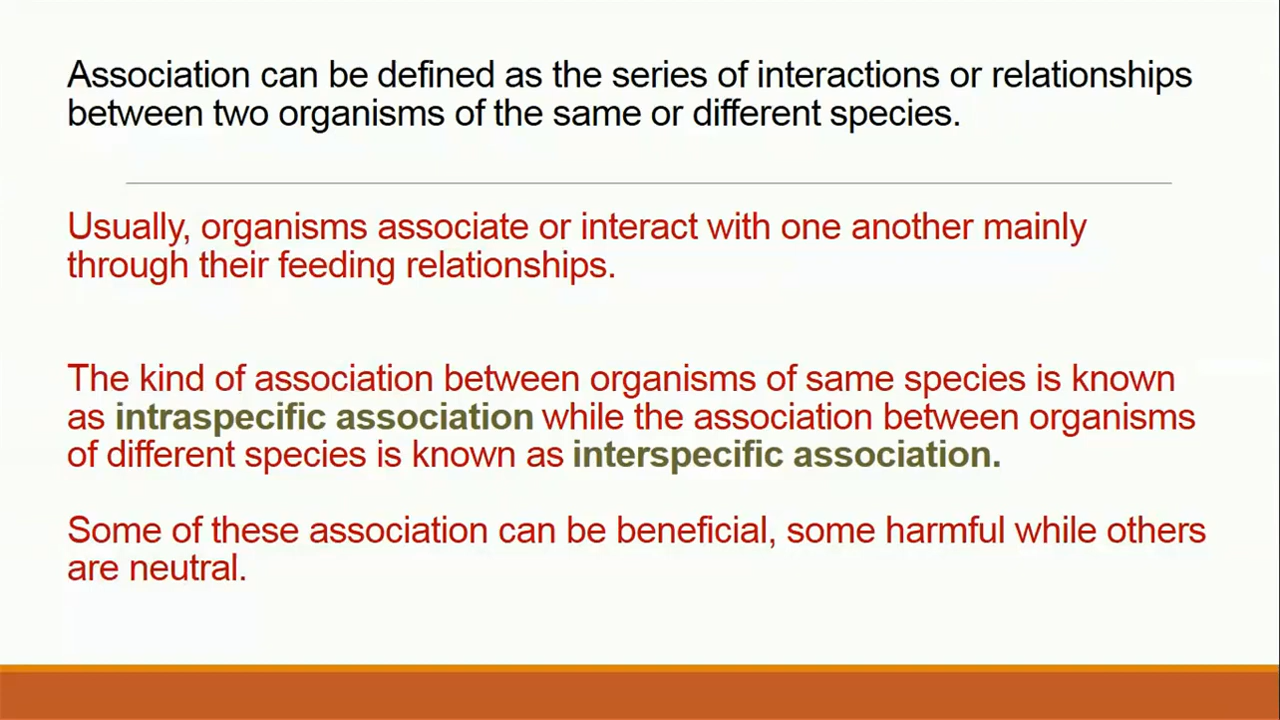 Association can be defined as the series of interactions or relationships
between two organisms of the same or different species.
Usually, organisms associate or interact with one another mainly
through their feeding relationships.
The kind of association between organisms of same species is known
as intraspecific association while the association between organisms
of different species is known as interspecific association.
Some of these association can be beneficial, some harmful while others
are neutral.